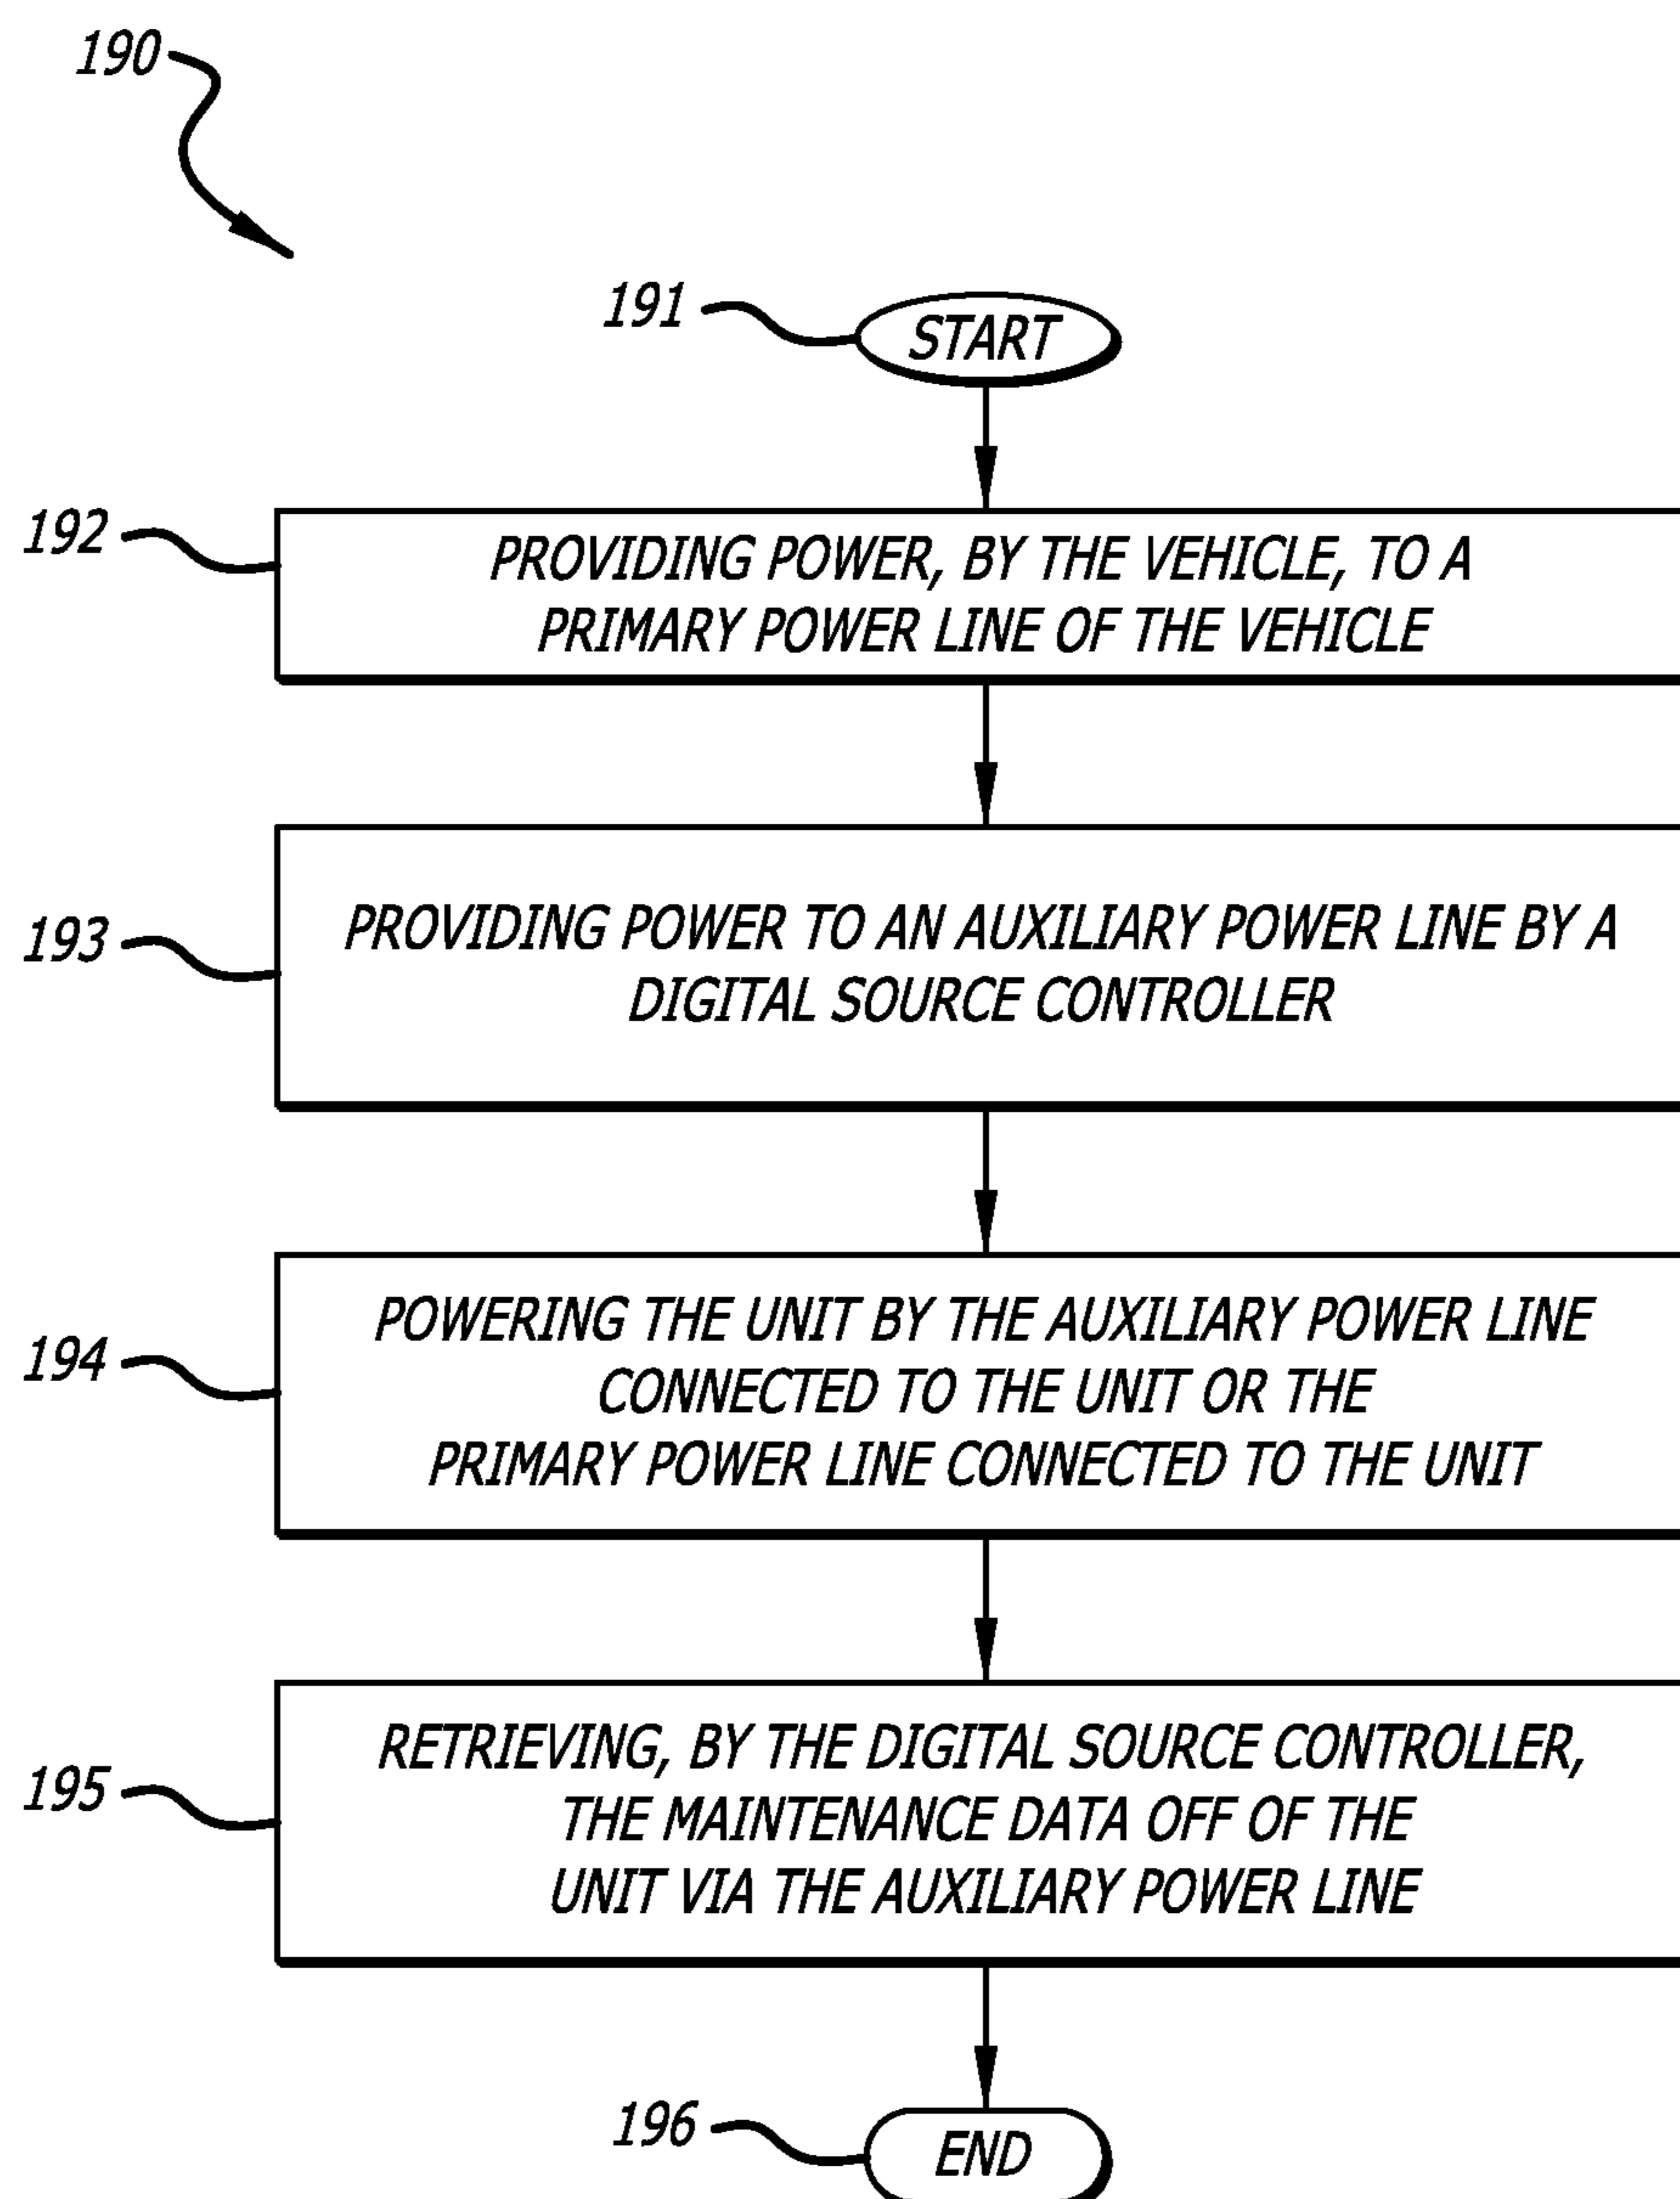 190
191
START
192
PROVIDING POWER, BY THE VEHICLE, TO A
PRIMARY POWER LINE OF THE VEHICLE
193
PROVIDING POWER TO AN AUXILIARY POWER LINE BY A
DIGITAL SOURCE CONTROLLER
194
POWERING THE UNIT BY THE AUXILIARY POWER LINE
CONNECTED TO THE UNIT OR THE
PRIMARY POWER LINE CONNECTED TO THE UNIT
195
RETRIEVING, BY THE DIGITAL SOURCE CONTROLLER,
THE MAINTENANCE DATA OFF OF THE
UNIT VIA THE AUXILIARY POWER LINE
196
END